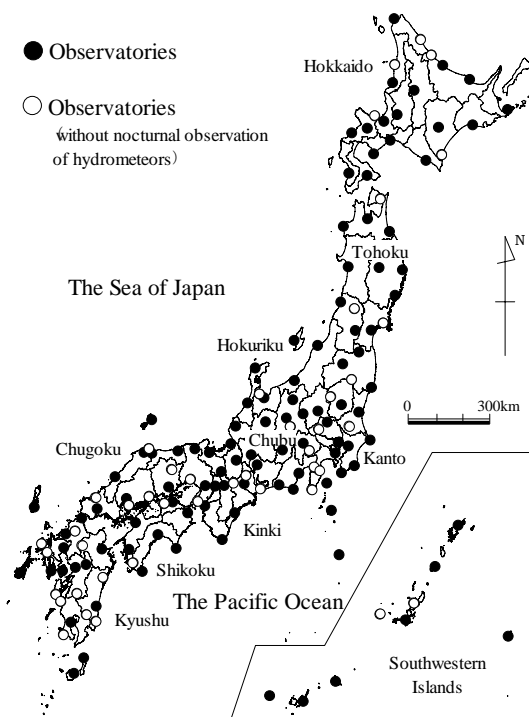 Observatories
Observatories
(without nocturnal observation
of hydrometeors)
Hokkaido
N
Tohoku
The Sea of Japan
Hokuriku
0 300km
Chubu
Chugoku
Kanto
Kinki
Shikoku
The Pacific Ocean
Kyushu
Southwestern
Islands